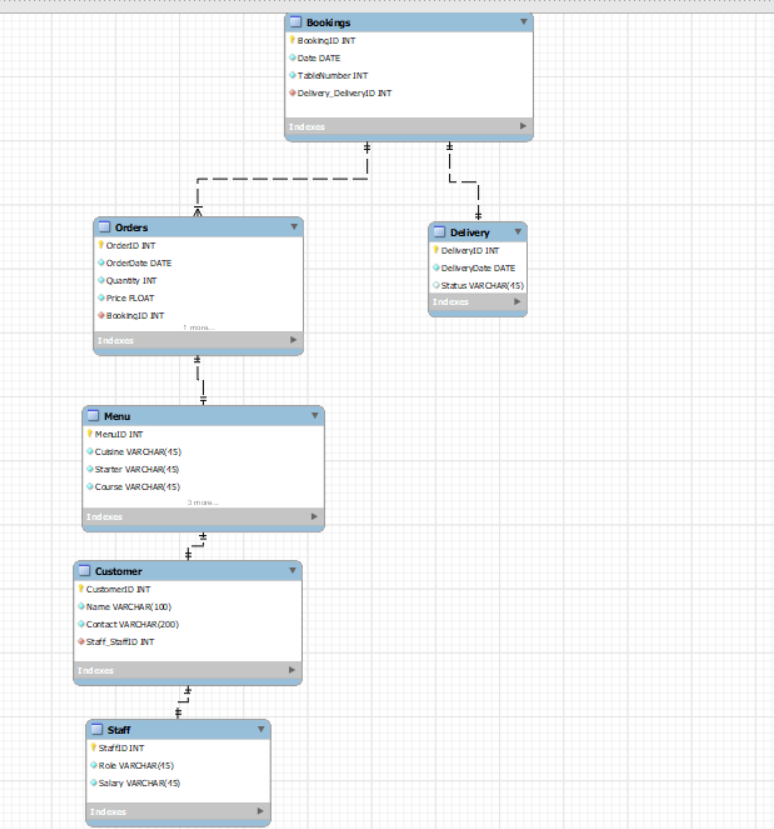 Bookings
BookingID INT
Date DATE
TableNumber INT
Delivery_DeliveryID INT
Indexes
Orders
OrderID INT
OrderDate DATE
Quantity INT
Price FLOAT
BookingID INT
1 more...
Indexes
Delivery
DeliveryID INT
DeliveryDate DATE
Status VARCHAR(45)
Indexes
Menu
MenuID INT
Cuisine VARCHAR(45)
Starter VARCHAR(45)
Course VARCHAR(45)
3 more...
Indexes
Customer
CustomerID INT
Name VARCHAR(100)
Contact VARCHAR(200)
Staff_StaffID INT
Indexes
Staff
StaffID INT
Role VARCHAR(45)
Salary VARCHAR(45)
Indexes